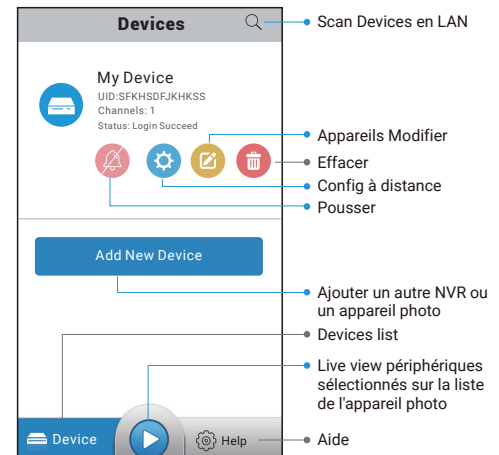 Devices
Scan Devices en LAN
My Device
UID:SFKHSDFJKHKSS
Channels: 1
Status: Login Succeed
Appareils Modifier
Effacer
Config à distance
Pousser
Add New Device
Ajouter un autre NVR ou
un appareil photo
Devices list
Live view périphériques
sélectionnés sur la liste
de l'appareil photo
Device
Help
Aide